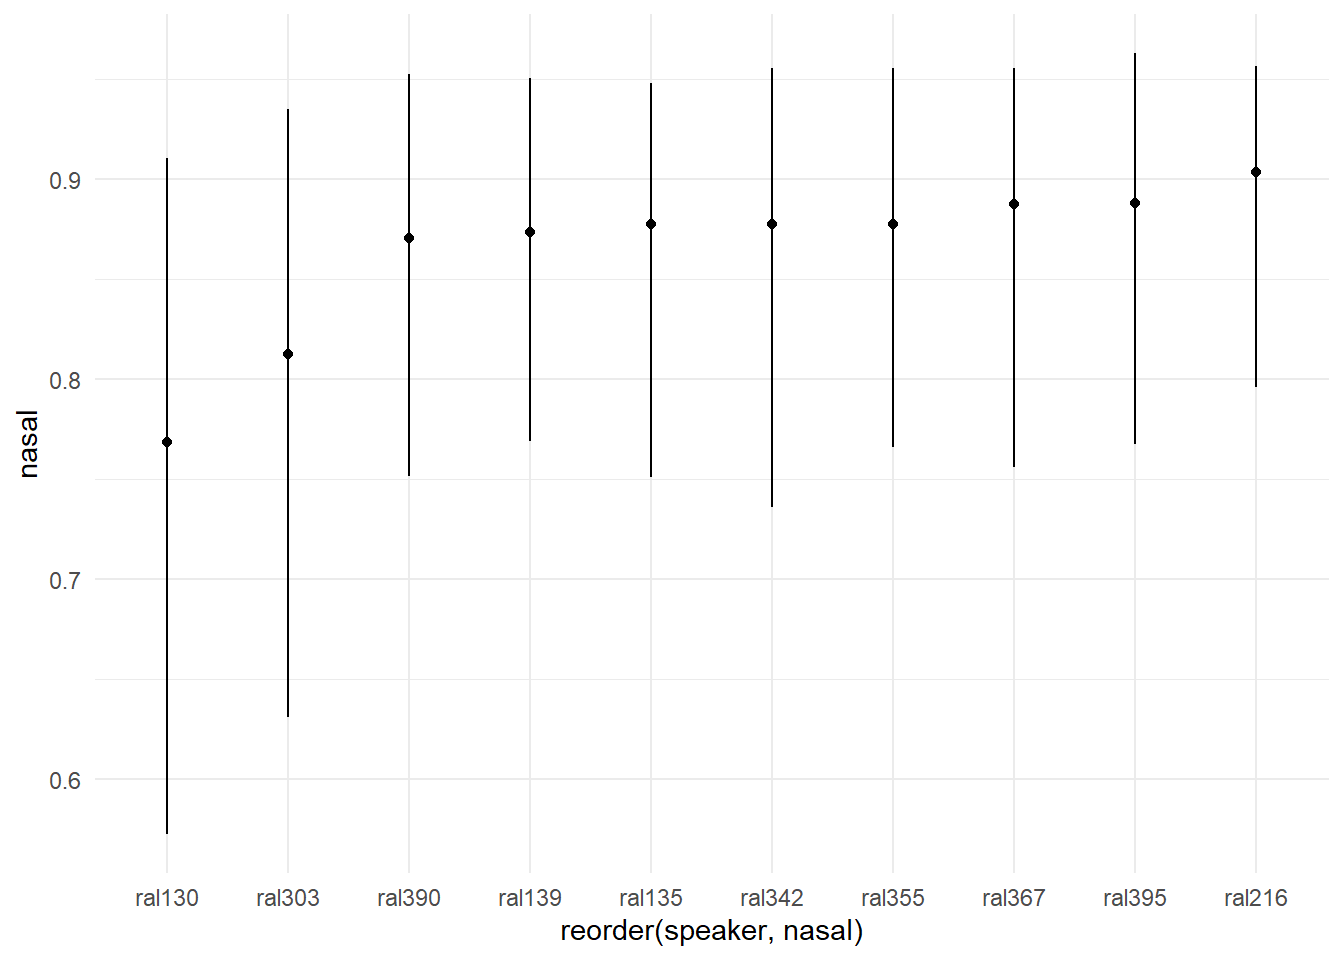 nasal
0.9
0.8
0.7
0.6
ral130 ral303 ral390 ral139 ral135 ral342 ral355 ral367 ral395 ral216
reorder(speaker, nasal)